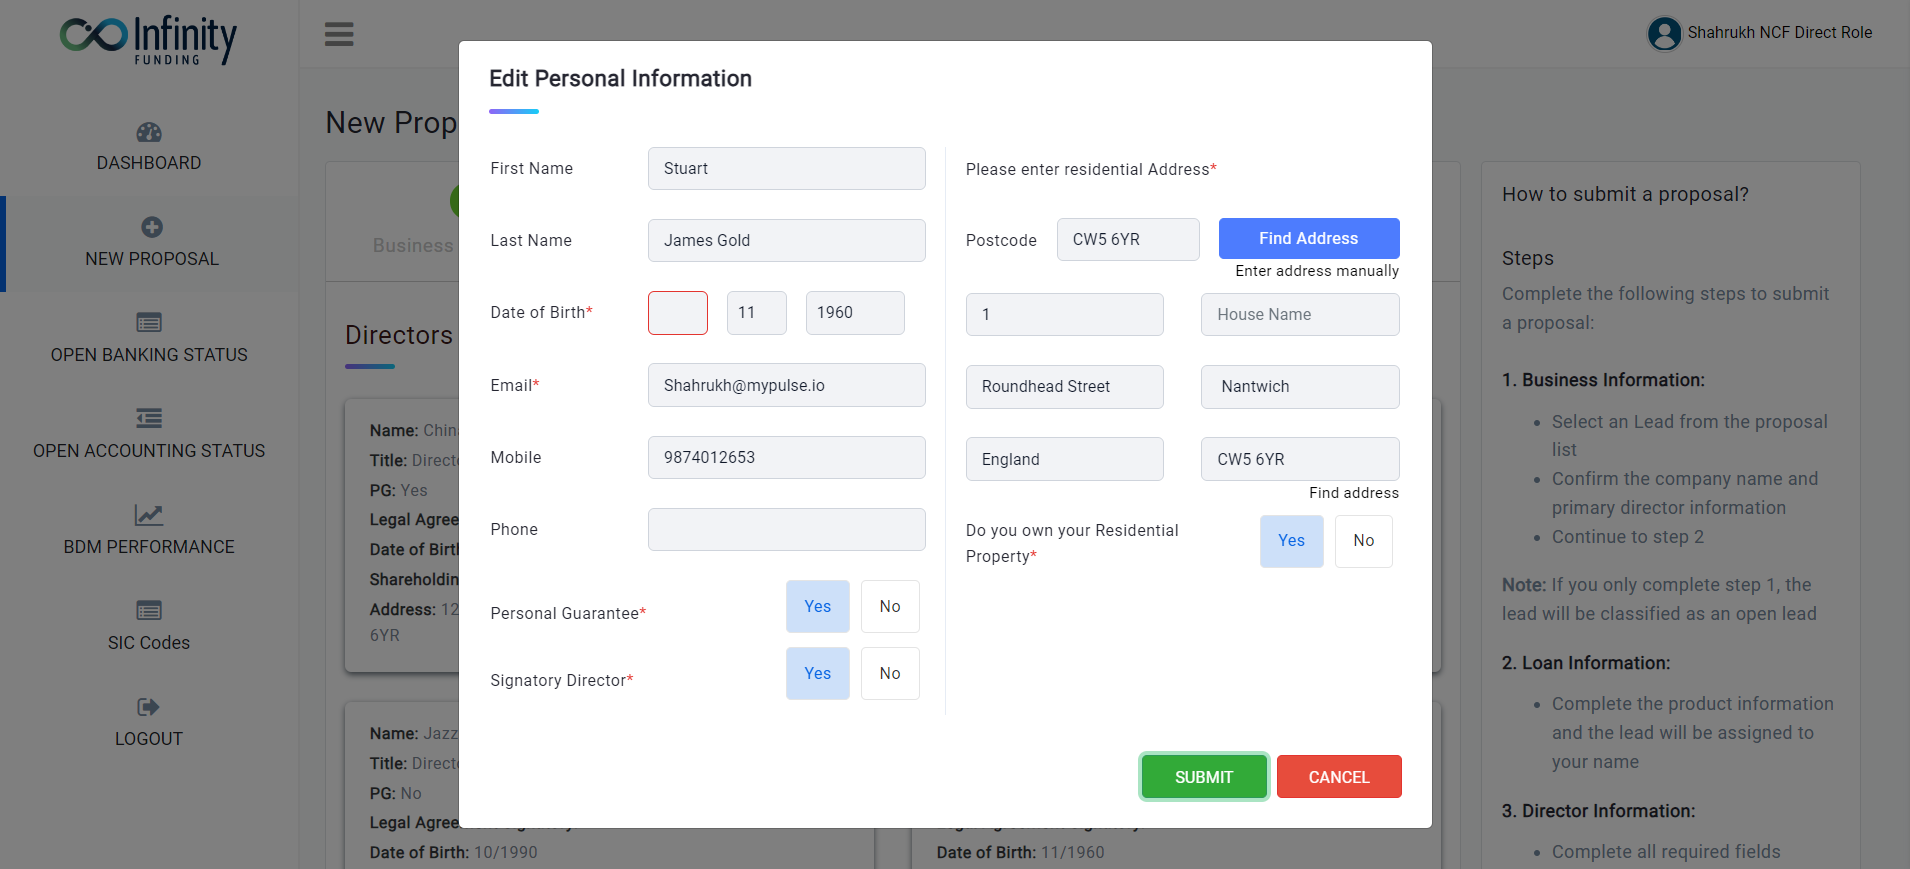 Infinity
FUNDING
DASHBOARD
NEW PROPOSAL
OPEN BANKING STATUS
OPEN ACCOUNTING STATUS
BDM PERFORMANCE
SIC Codes
LOGOUT
Shahrukh NCF Direct Role
New Prop
Business
Directors
Name: China
Title: Directo
PG: Yes
Legal Agree
Date of Birth
Shareholdin
Address: 12
6YR
Name: Jazz
Title: Directo
PG: No
Legal Agree
Date of Birth: 10/1990
Date of Birth: 11/1960
Edit Personal Information
First Name Stuart
Last Name James Gold
Date of Birth* 11 1960
Email* Shahrukh@mypulse.io
Mobile 9874012653
Phone
Personal Guarantee* Yes No
Signatory Director* Yes No
Please enter residential Address*
Postcode CW5 6YR Find Address
Enter address manually
1 House Name
Roundhead Street Nantwich
England CW5 6YR
Find address
Do you own your Residential
Property* Yes No
SUBMIT CANCEL
How to submit a proposal?
Steps
Complete the following steps to submit
a proposal:
1. Business Information:
• Select an Lead from the proposal
list
• Confirm the company name and
primary director information
• Continue to step 2
Note: If you only complete step 1, the
lead will be classified as an open lead
2. Loan Information:
• Complete the product information
and the lead will be assigned to
your name
3. Director Information:
• Complete all required fields